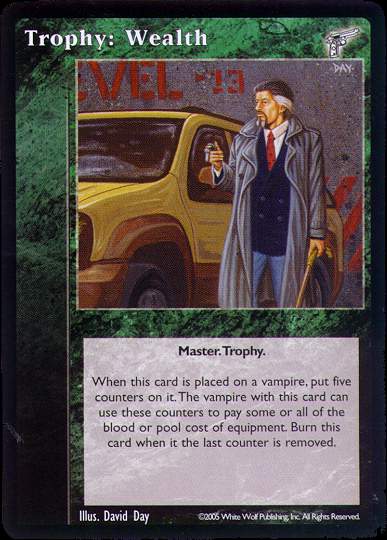 Trophy: Wealth
-DAY-
VEL -13
Master. Trophy.
When this card is placed on a vampire, put five
counters on it. The vampire with this card can
use these counters to pay some or all of the
blood or pool cost of equipment. Burn this
card when it the last counter is removed.
Illus. David Day
©2005 White Wolf Publishing, Inc. All Rights Reserved.